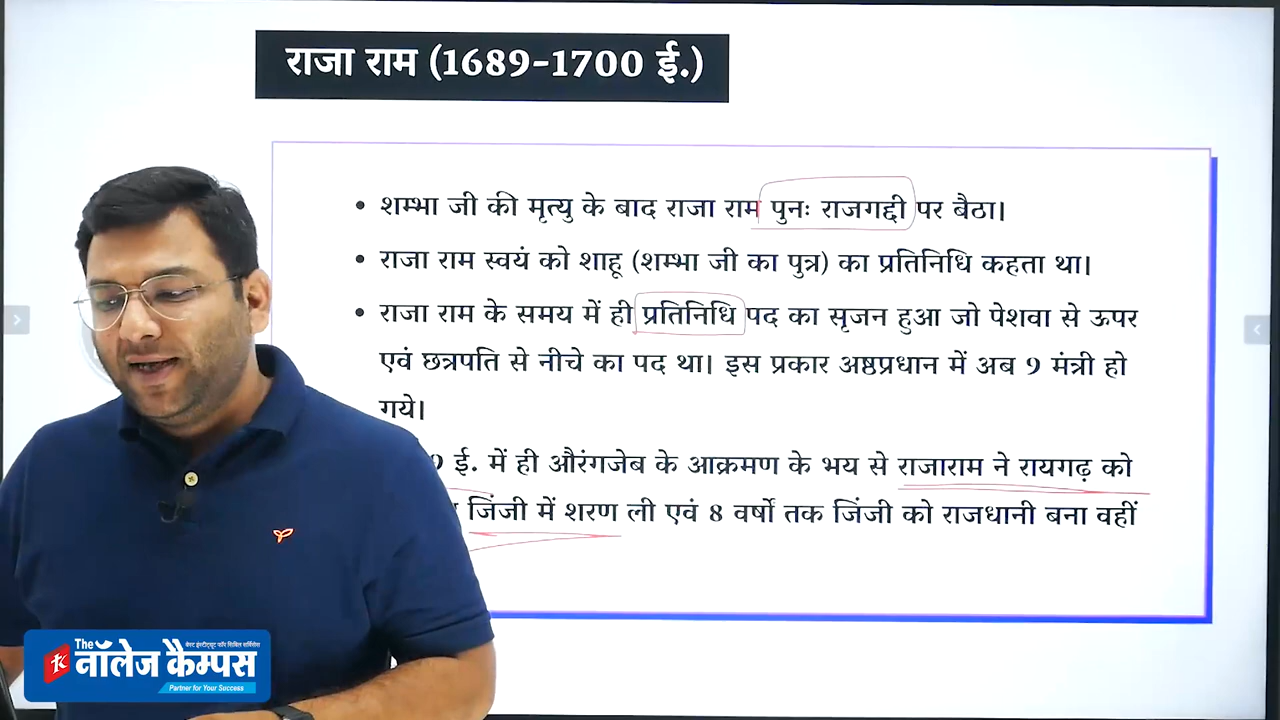 राजा राम (1689-1700 ई.)
• शम्भा जी की मृत्यु के बाद राजा राम पुनः राजगद्दी पर बैठा।
• राजा राम स्वयं को शाहू (शम्भा जी का पुत्र) का प्रतिनिधि कहता था।
• राजा राम के समय में ही प्रतिनिधि पद का सृजन हुआ जो पेशवा से ऊपर
एवं छत्रपति से नीचे का पद था। इस प्रकार अष्ठप्रधान में अब 9 मंत्री हो
गये।
ई. में ही औरंगजेब के आक्रमण के भय से राजाराम ने रायगढ़ को
जिंजी में शरण ली एवं 8 वर्षो तक जिंजी को राजधानी बना वहीं
The
बेस्ट इंस्टीट्यूट फॉर सिविल सर्विसेज
नॉलेज कैम्पस
Partner for Your Success